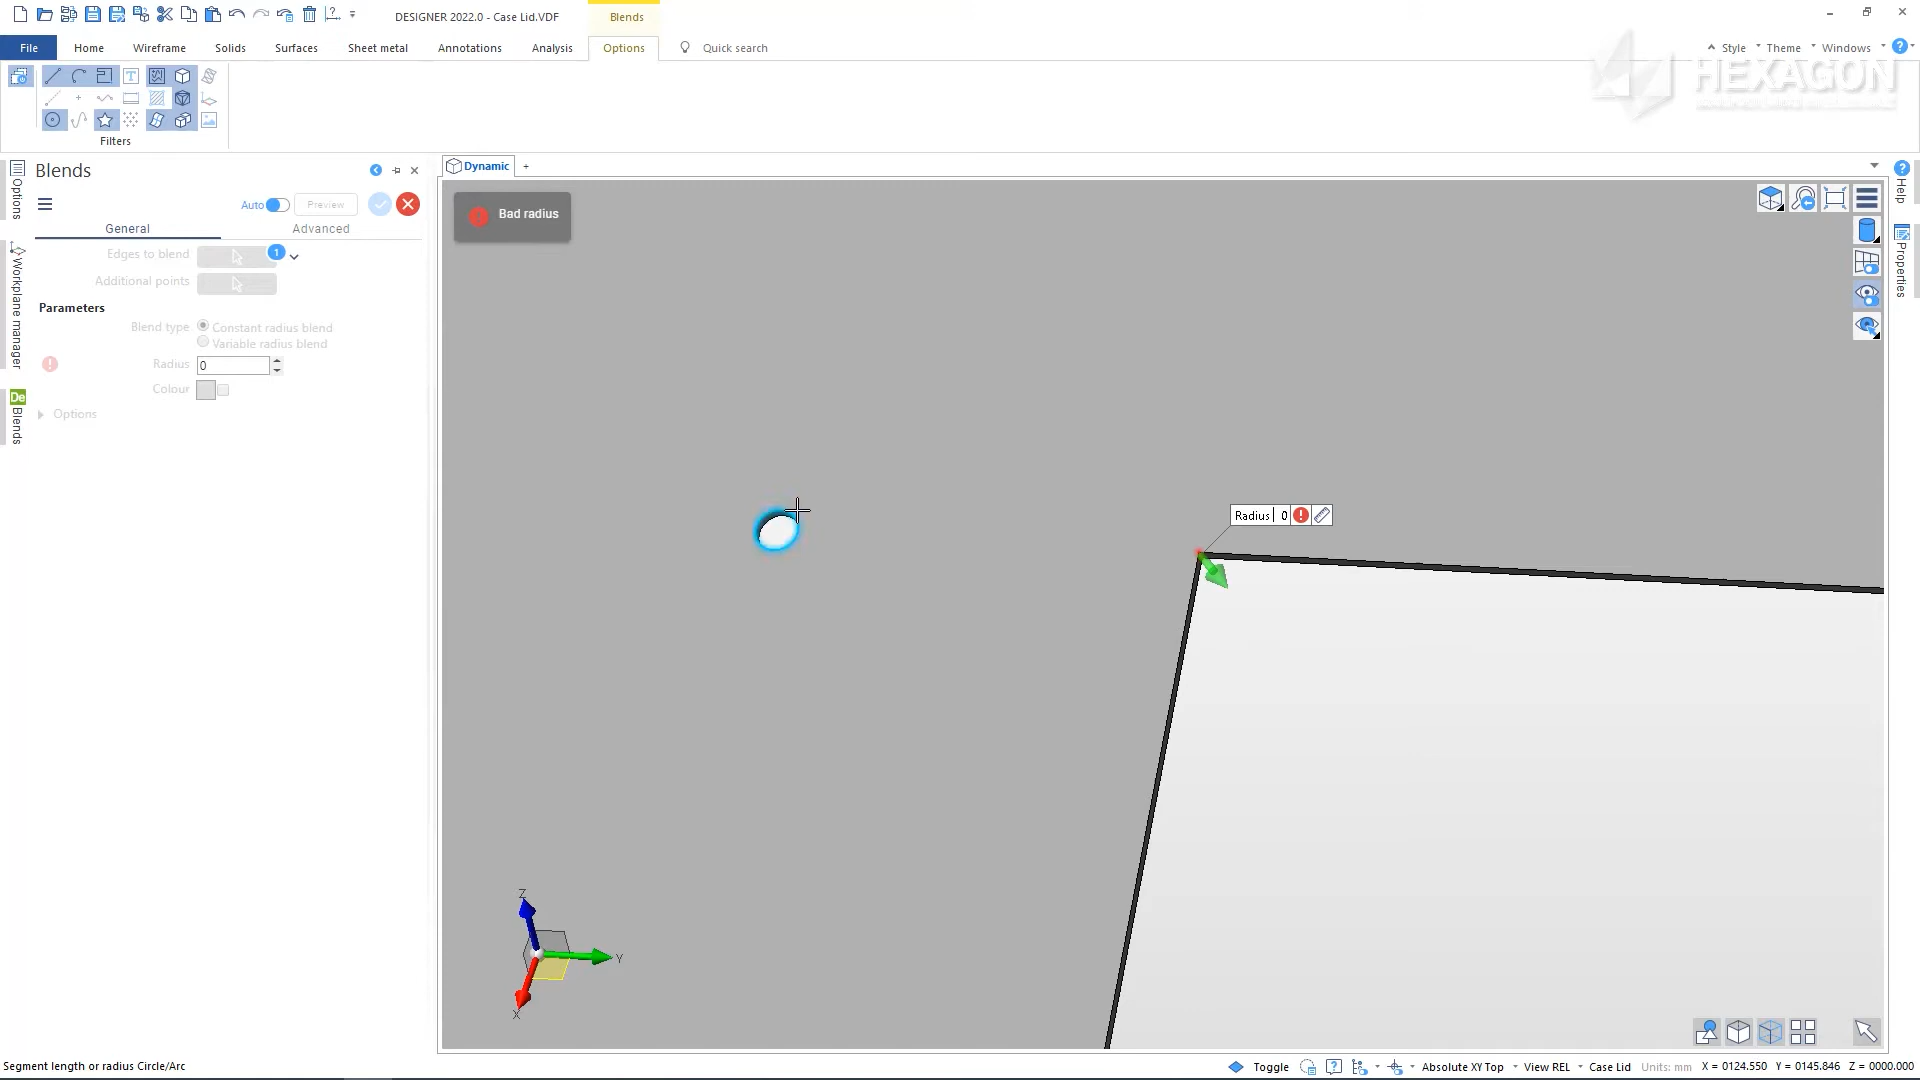 DESIGNER 2022.0 - Case Lid.VDF
Blends
File
Home
Wireframe
Solids
Surfaces
Sheet metal
Annotations
Analysis
Options
Quick search
Style
Theme
Windows
?
HEXAGON
Filters
Blends
Auto
Preview
General
Advanced
Edges to blend
1
Additional points
Parameters
Blend type
Constant radius blend
Variable radius blend
Radius
0
Colour
Options
Options
Workplane manager
De
Blends
Dynamic
+
Bad radius
Radius 0
Help
Properties
Z
Y
X
Segment length or radius Circle/Arc
Toggle
Absolute XY Top
View REL
Case Lid
Units: mm
X = 0124.550
Y = 0145.846
Z = 0000.000